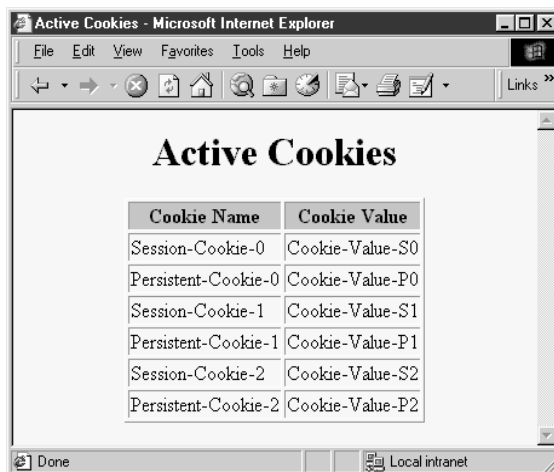 Active Cookies - Microsoft Internet Explorer
File Edit View Favorites Tools Help
Links »
Active Cookies
Cookie Name Cookie Value
Session-Cookie-0 Cookie-Value-S0
Persistent-Cookie-0 Cookie-Value-P0
Session-Cookie-1 Cookie-Value-S1
Persistent-Cookie-1 Cookie-Value-P1
Session-Cookie-2 Cookie-Value-S2
Persistent-Cookie-2 Cookie-Value-P2
Done Local intranet